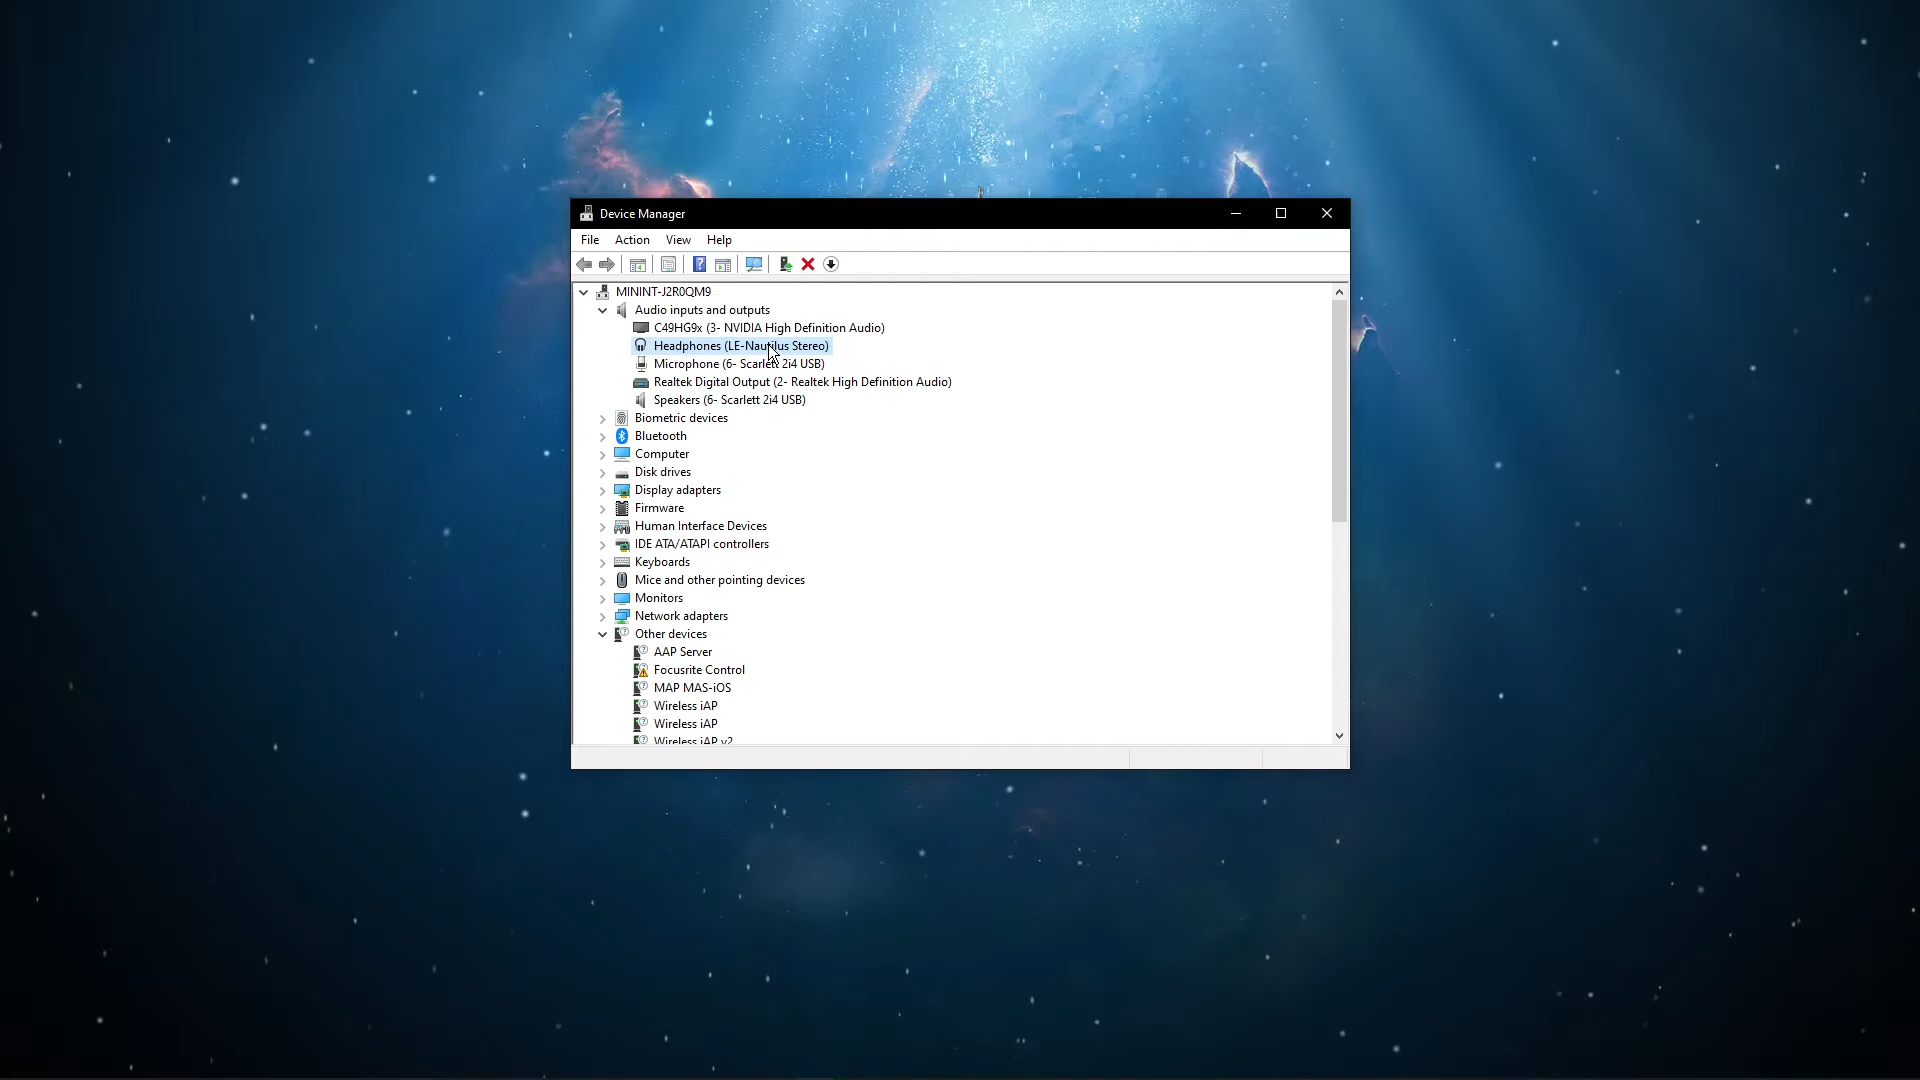 Device Manager
File Action View Help
MININT-J2R0QM9
Audio inputs and outputs
C49HG9x (3- NVIDIA High Definition Audio)
Headphones (LE-Nautilus Stereo)
Microphone (6- Scarlett 2i4 USB)
Realtek Digital Output (2- Realtek High Definition Audio)
Speakers (6- Scarlett 2i4 USB)
Biometric devices
Bluetooth
Computer
Disk drives
Display adapters
Firmware
Human Interface Devices
IDE ATA/ATAPI controllers
Keyboards
Mice and other pointing devices
Monitors
Network adapters
Other devices
AAP Server
Focusrite Control
MAP MAS-iOS
Wireless iAP
Wireless iAP
Wireless iAP v2